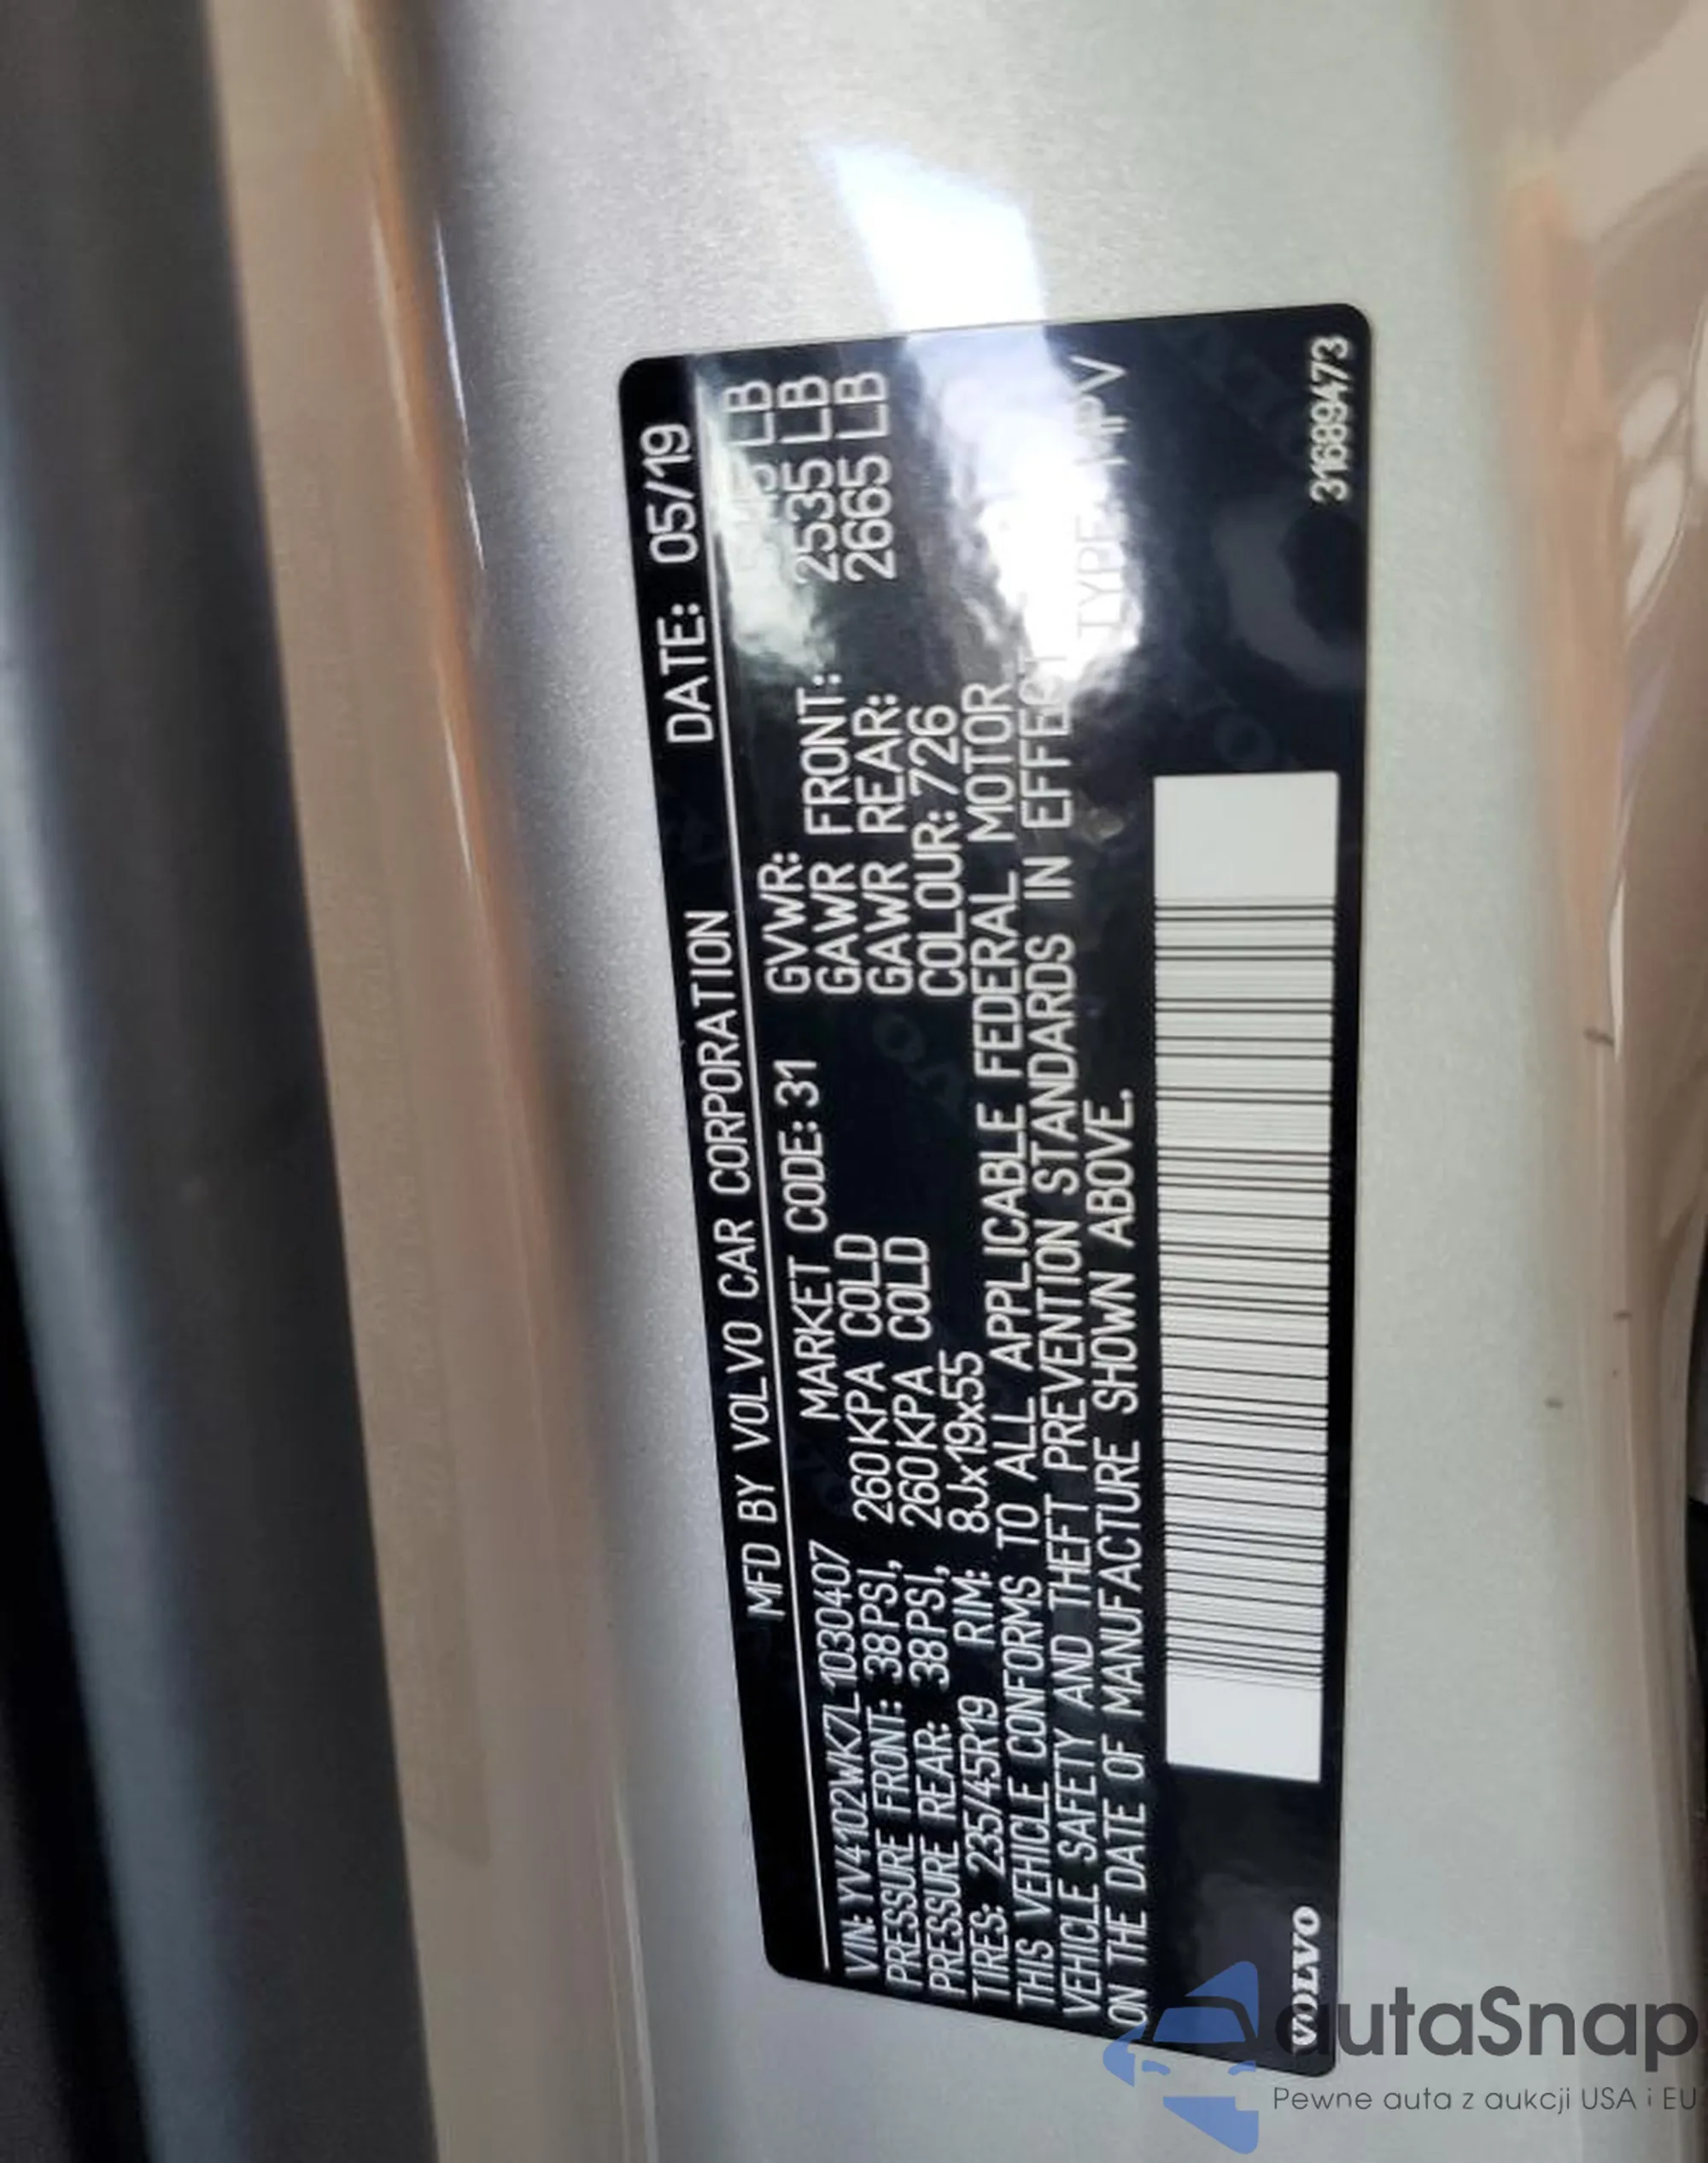 MFD BY VOLVO CAR CORPORATION DATE: 05/19
VIN: YV4102WK7L1030407 MARKET CODE: 31 GVWR: LB
PRESSURE FRONT: 38PSI, 260KPA COLD GAWR FRONT: 2535 LB
PRESSURE REAR: 38PSI, 260KPA COLD GAWR REAR: 2665 LB
TIRES: 235/45R19 RIM: 8Jx19x55 COLOUR: 726
THIS VEHICLE CONFORMS TO ALL APPLICABLE FEDERAL MOTOR
VEHICLE SAFETY AND THEFT PREVENTION STANDARDS IN EFFECT
ON THE DATE OF MANUFACTURE SHOWN ABOVE. TYPE: MPV
VOLVO 31689473
autaSnap
Pewne auta z aukcji USA i EU